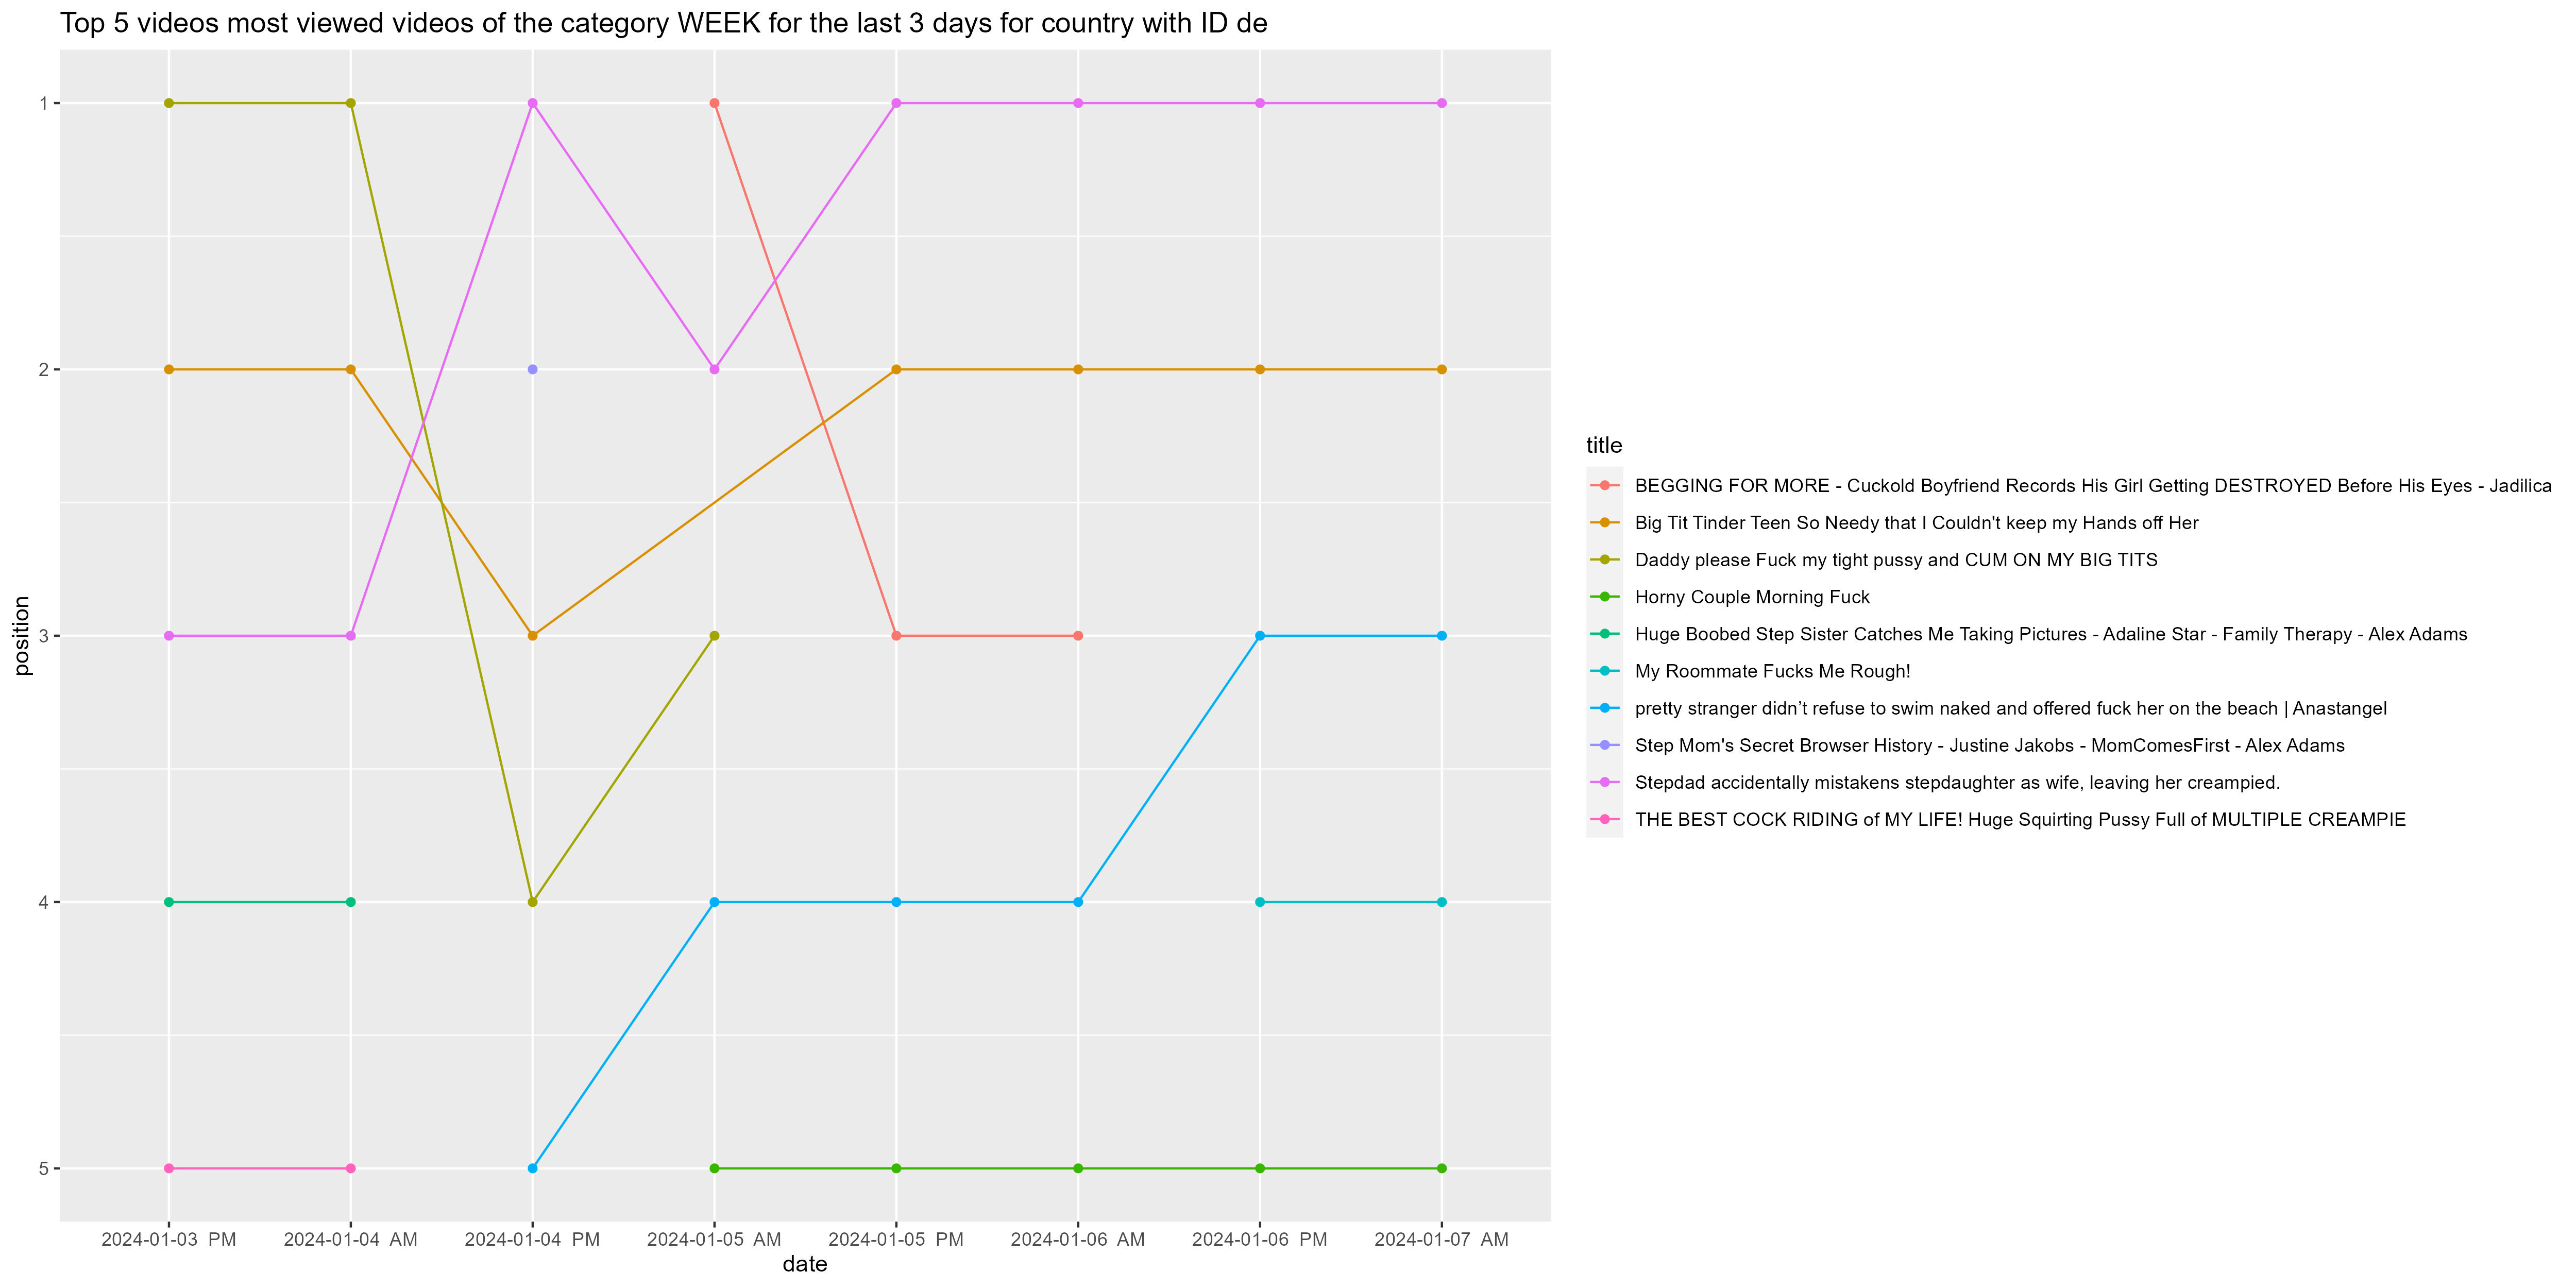 Top 5 videos most viewed videos of the category WEEK for the last 3 days for country with ID de
position
1
2
3
4
5
2024-01-03 PM
2024-01-04 AM
2024-01-04 PM
2024-01-05 AM
2024-01-05 PM
2024-01-06 AM
2024-01-06 PM
2024-01-07 AM
date
title
BEGGING FOR MORE - Cuckold Boyfriend Records His Girl Getting DESTROYED Before His Eyes - Jadilica
Big Tit Tinder Teen So Needy that I Couldn't keep my Hands off Her
Daddy please Fuck my tight pussy and CUM ON MY BIG TITS
Horny Couple Morning Fuck
Huge Boobed Step Sister Catches Me Taking Pictures - Adaline Star - Family Therapy - Alex Adams
My Roommate Fucks Me Rough!
pretty stranger didn’t refuse to swim naked and offered fuck her on the beach | Anastangel
Step Mom's Secret Browser History - Justine Jakobs - MomComesFirst - Alex Adams
Stepdad accidentally mistakens stepdaughter as wife, leaving her creampied.
THE BEST COCK RIDING of MY LIFE! Huge Squirting Pussy Full of MULTIPLE CREAMPIE